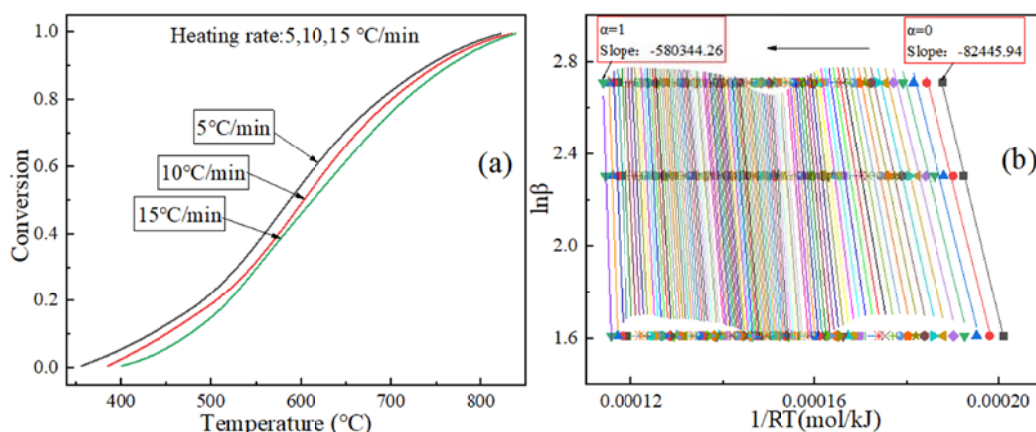 Heating rate:5,10,15 °C/min
5℃/min
10℃/min
15℃/min
(a)
Conversion
1.0
0.8
0.6
0.4
0.2
0.0
400
500
600
700
800
Temperature (℃)
α=1
Slope: -580344.26
α=0
Slope: -82445.94
(b)
lnβ
2.8
2.4
2.0
1.6
0.00012
0.00016
0.00020
1/RT(mol/kJ)